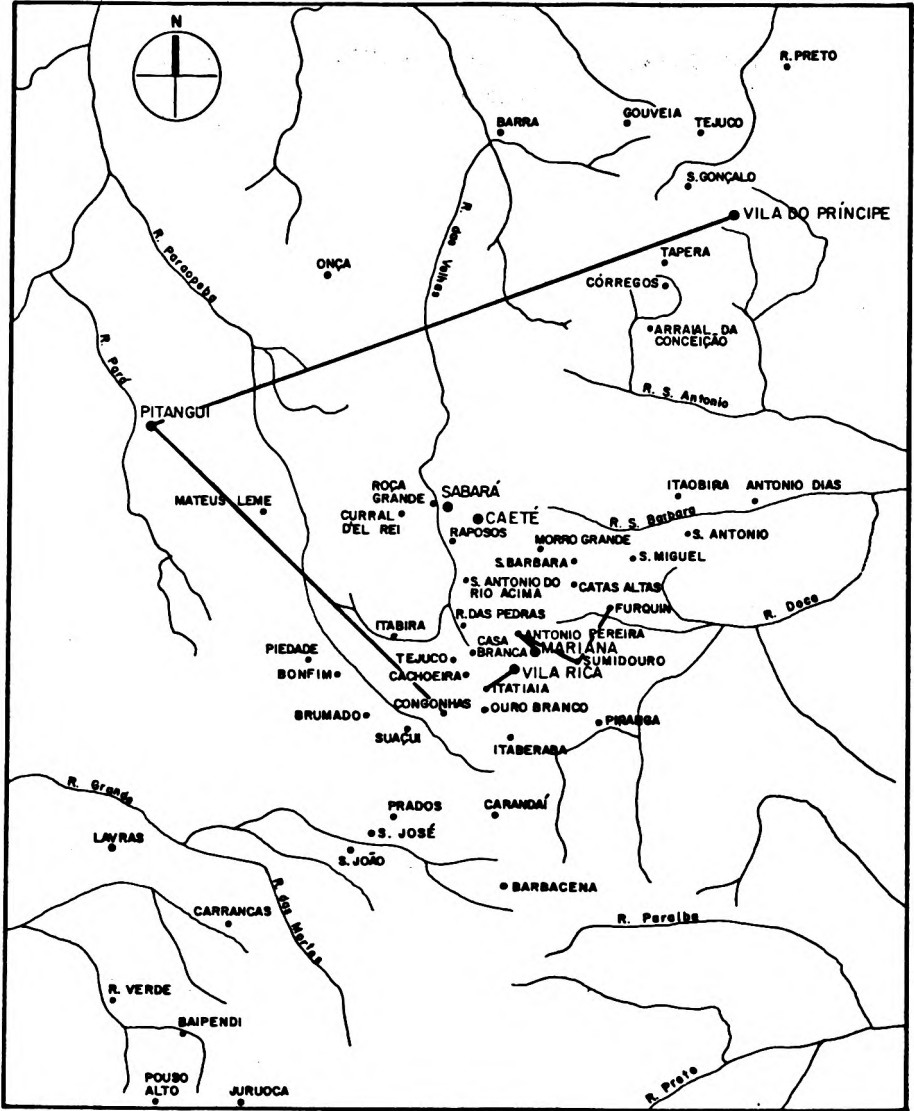 N
R. PRETO
GOUVEIA
BARRA
TEJUCO
S. GONÇALO
VILA DO PRÍNCIPE
R. das Velhas
R. Paraopeba
ONÇA
TAPERA
CÓRREGOS
ARRAIAL DA
CONCEIÇÃO
R. Pará
R. S. Antonio
PITANGUI
MATEUS LEME
ROÇA
GRANDE
SABARÁ
CURRAL
D'EL REI
CAETÉ
RAPOSOS
ITAOBIRA
ANTONIO DIAS
R. S. Barbara
S. ANTONIO
MORRO GRANDE
S. BARBARA
S. MIGUEL
S. ANTONIO DO
RIO ACIMA
CATAS ALTAS
FURQUIN
R. Doce
R. DAS PEDRAS
ITABIRA
ANTONIO PEREIRA
CASA
BRANCA
MARIANA
SUMIDOURO
PIEDADE
TEJUCO
BONFIM
CACHOEIRA
VILA RICA
ITATIAIA
CONGONHAS
OURO BRANCO
BRUMADO
PIRANGA
SUAÇUI
ITABERABA
R. Grande
PRADOS
CARANDAÍ
LAVRAS
S. JOSÉ
S. JOÃO
BARBACENA
CARRANCAS
R. das Mortes
R. Paraiba
R. VERDE
BAIPENDI
POUSO
ALTO
JURUOCA
R. Preto